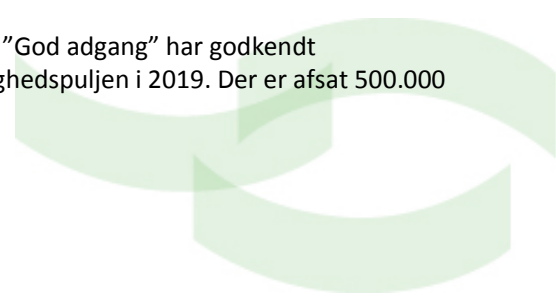 ”God adgang” har godkendt
ghedspuljen i 2019. Der er afsat 500.000